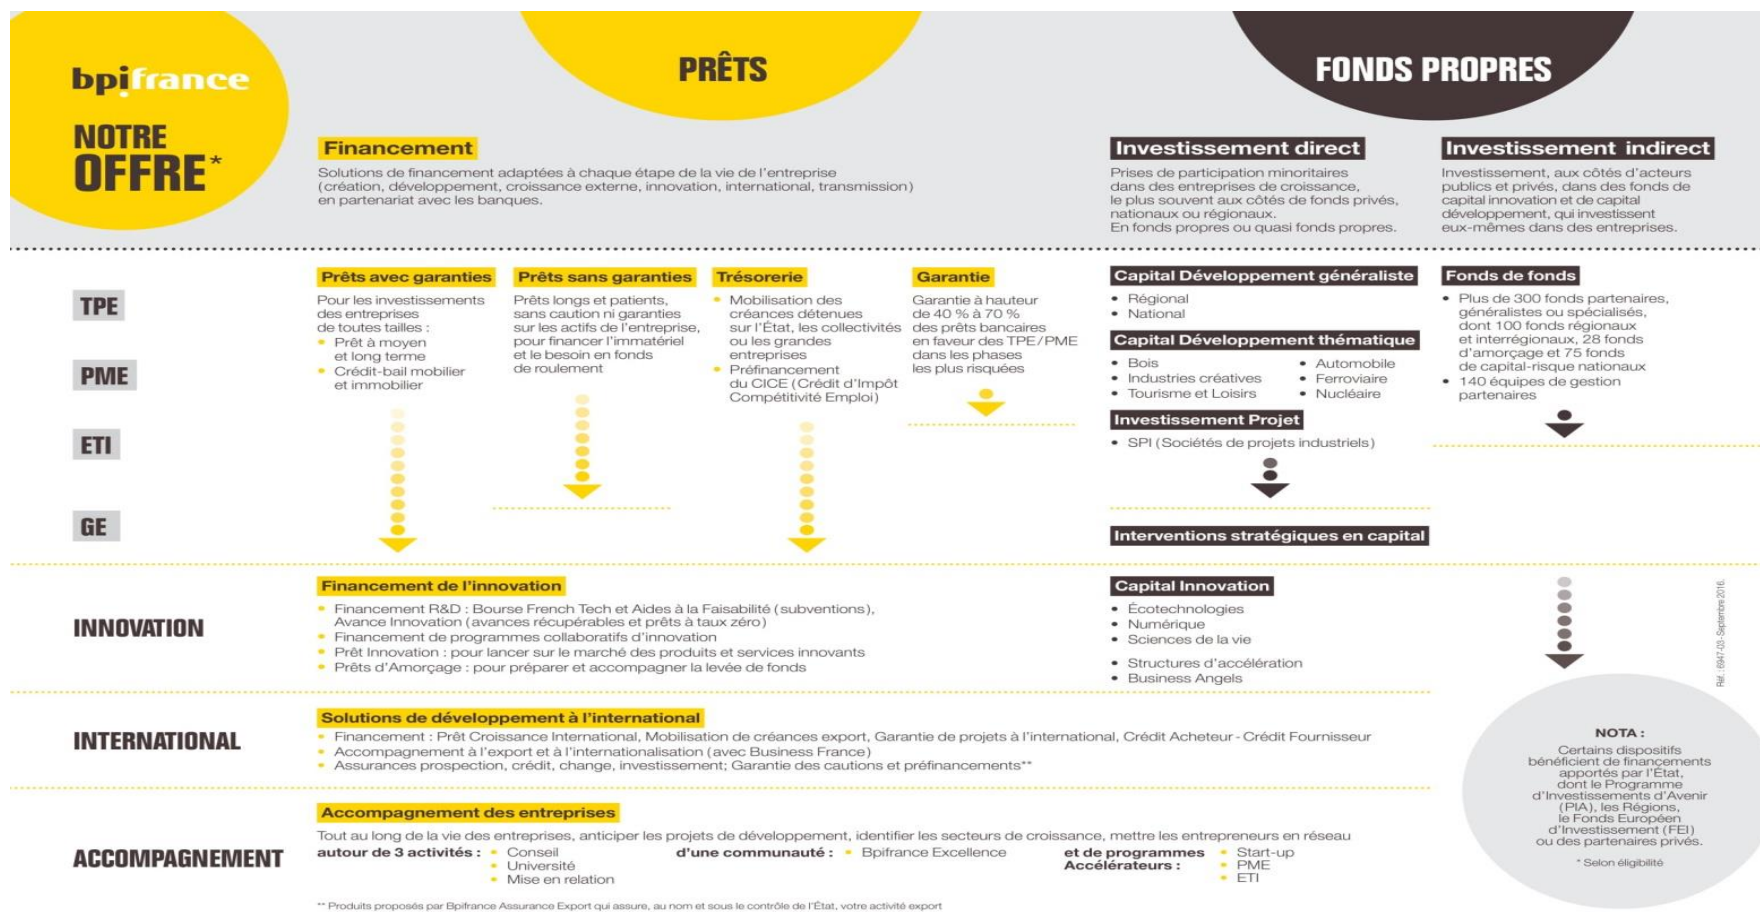 bpifrance
NOTRE
OFFRE*
PRÊTS
FONDS PROPRES
Financement
Solutions de financement adaptées à chaque étape de la vie de l'entreprise
(création, développement, croissance externe, innovation, international, transmission)
en partenariat avec les banques.
Investissement direct
Prises de participation minoritaires
dans des entreprises de croissance,
le plus souvent aux côtés de fonds privés,
nationaux ou régionaux.
En fonds propres ou quasi fonds propres.
Investissement indirect
Investissement, aux côtés d'acteurs
publics et privés, dans des fonds de
capital innovation et de capital
développement, qui investissent
eux-mêmes dans des entreprises.
TPE
PME
ETI
GE
Prêts avec garanties
Pour les investissements
des entreprises
de toutes tailles :
• Prêt à moyen
et long terme
• Crédit-bail mobilier
et immobilier
Prêts sans garanties
Prêts longs et patients,
sans caution ni garanties
sur les actifs de l'entreprise,
pour financer l'immatériel
et le besoin en fonds
de roulement
Trésorerie
• Mobilisation des
créances détenues
sur l'État, les collectivités
ou les grandes
entreprises
• Préfinancement
du CICE (Crédit d'Impôt
Compétitivité Emploi)
Garantie
Garantie à hauteur
de 40 % à 70 %
des prêts bancaires
en faveur des TPE/PME
dans les phases
les plus risquées
Capital Développement généraliste
• Régional
• National
Capital Développement thématique
• Bois
• Industries créatives
• Tourisme et Loisirs
• Automobile
• Ferroviaire
• Nucléaire
Investissement Projet
• SPI (Sociétés de projets industriels)
Interventions stratégiques en capital
Fonds de fonds
• Plus de 300 fonds partenaires,
généralistes ou spécialisés,
dont 100 fonds régionaux
et interrégionaux, 28 fonds
d'amorçage et 75 fonds
de capital-risque nationaux
• 140 équipes de gestion
partenaires
INNOVATION
Financement de l'innovation
• Financement R&D : Bourse French Tech et Aides à la Faisabilité (subventions),
Avance Innovation (avances récupérables et prêts à taux zéro)
• Financement de programmes collaboratifs d'innovation
• Prêt Innovation : pour lancer sur le marché des produits et services innovants
• Prêts d'Amorçage : pour préparer et accompagner la levée de fonds
Capital Innovation
• Écotechnologies
• Numérique
• Sciences de la vie
• Structures d'accélération
• Business Angels
Réf. : 6947-03 - Septembre 2016.
INTERNATIONAL
Solutions de développement à l'international
• Financement : Prêt Croissance International, Mobilisation de créances export, Garantie de projets à l'international, Crédit Acheteur - Crédit Fournisseur
• Accompagnement à l'export et à l'internationalisation (avec Business France)
• Assurances prospection, crédit, change, investissement; Garantie des cautions et préfinancements**
ACCOMPAGNEMENT
Accompagnement des entreprises
Tout au long de la vie des entreprises, anticiper les projets de développement, identifier les secteurs de croissance, mettre les entrepreneurs en réseau
autour de 3 activités :
• Conseil
• Université
• Mise en relation
d'une communauté :
• Bpifrance Excellence
et de programmes
Accélérateurs :
• Start-up
• PME
• ETI
** Produits proposés par Bpifrance Assurance Export qui assure, au nom et sous le contrôle de l'État, votre activité export
NOTA :
Certains dispositifs
bénéficient de financements
apportés par l'État,
dont le Programme
d'Investissements d'Avenir
(PIA), les Régions,
le Fonds Européen
d'Investissement (FEI)
ou des partenaires privés.
* Selon éligibilité